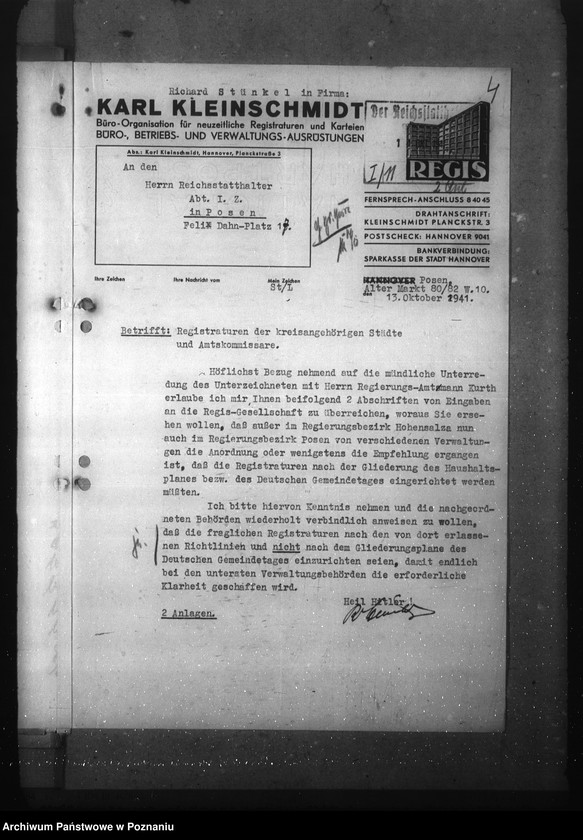 4
Richard Stünkel in Firma:
KARL KLEINSCHMIDT
Büro-Organisation für neuzeitliche Registraturen und Karteien
BÜRO-, BETRIEBS- UND VERWALTUNGS-AUSRÜSTUNGEN
Der Reichsstatth
I/11
REGIS
2 Anl.
FERNSPRECH-ANSCHLUSS 84045
DRAHTANSCHRIFT:
KLEINSCHMIDT PLANCKSTR. 3
POSTSCHECK: HANNOVER 9041
BANKVERBINDUNG:
SPARKASSE DER STADT HANNOVER
Abs.: Karl Kleinschmidt, Hannover, Planckstraße 3
An den
Herrn Reichsstatthalter
Abt. I. Z.
in Posen
Felix Dahn-Platz 17.
Ihre Zeichen
Ihre Nachricht vom
Mein Zeichen
St/L
HANNOVER Posen,
Alter Markt 80/82 W.10.
den 13.Oktober 1941.
Betrifft: Registraturen der kreisangehörigen Städte
und Amtskommissare.
Höflichst Bezug nehmend auf die mündliche Unterre-
dung des Unterzeichneten mit Herrn Regierungs-Amtmann Kurth
erlaube ich mir Ihnen beifolgend 2 Abschriften von Eingaben
an die Regis-Gesellschaft zu überreichen, woraus Sie erse-
hen wollen, daß außer im Regierungsbezirk Hohensalza nun
auch im Regierungsbezirk Posen von verschiedenen Verwaltun-
gen die Anordnung oder wenigstens die Empfehlung ergangen
ist, daß die Registraturen nach der Gliederung des Haushalts-
planes bezw. des Deutschen Gemeindetages eingerichtet werden
müßten.
Ich bitte hiervon Kenntnis nehmen und die nachgeord-
neten Behörden wiederholt verbindlich anweisen zu wollen,
daß die fraglichen Registraturen nach den von dort erlasse-
nen Richtlinien und nicht nach dem Gliederungsplane des
Deutschen Gemeindetages einzurichten seien, damit endlich
bei den untersten Verwaltungsbehörden die erforderliche
Klarheit geschaffen wird.
Heil Hitler!
2 Anlagen.
Archiwum Państwowe w Poznaniu